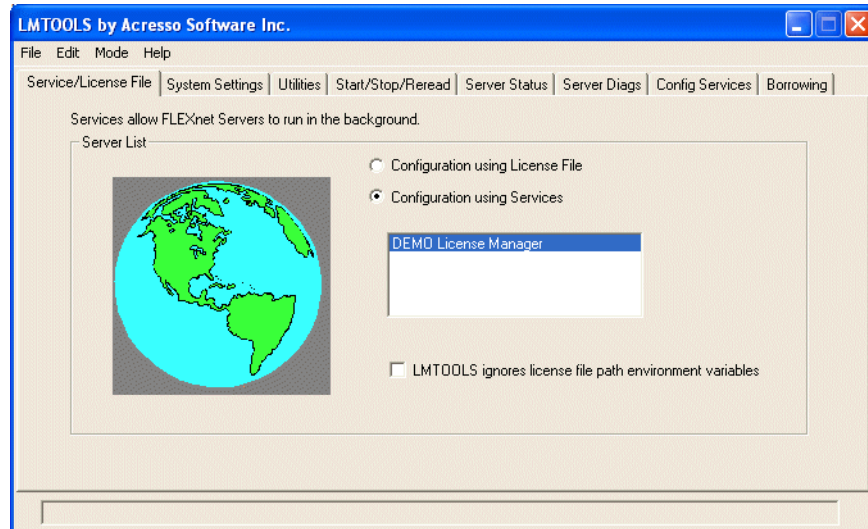 LMTOOLS by Acresso Software Inc.
File Edit Mode Help
Service/License File System Settings Utilities Start/Stop/Reread Server Status Server Diags Config Services Borrowing
Services allow FLEXnet Servers to run in the background.
Server List
Configuration using License File
Configuration using Services
DEMO License Manager
LMTOOLS ignores license file path environment variables